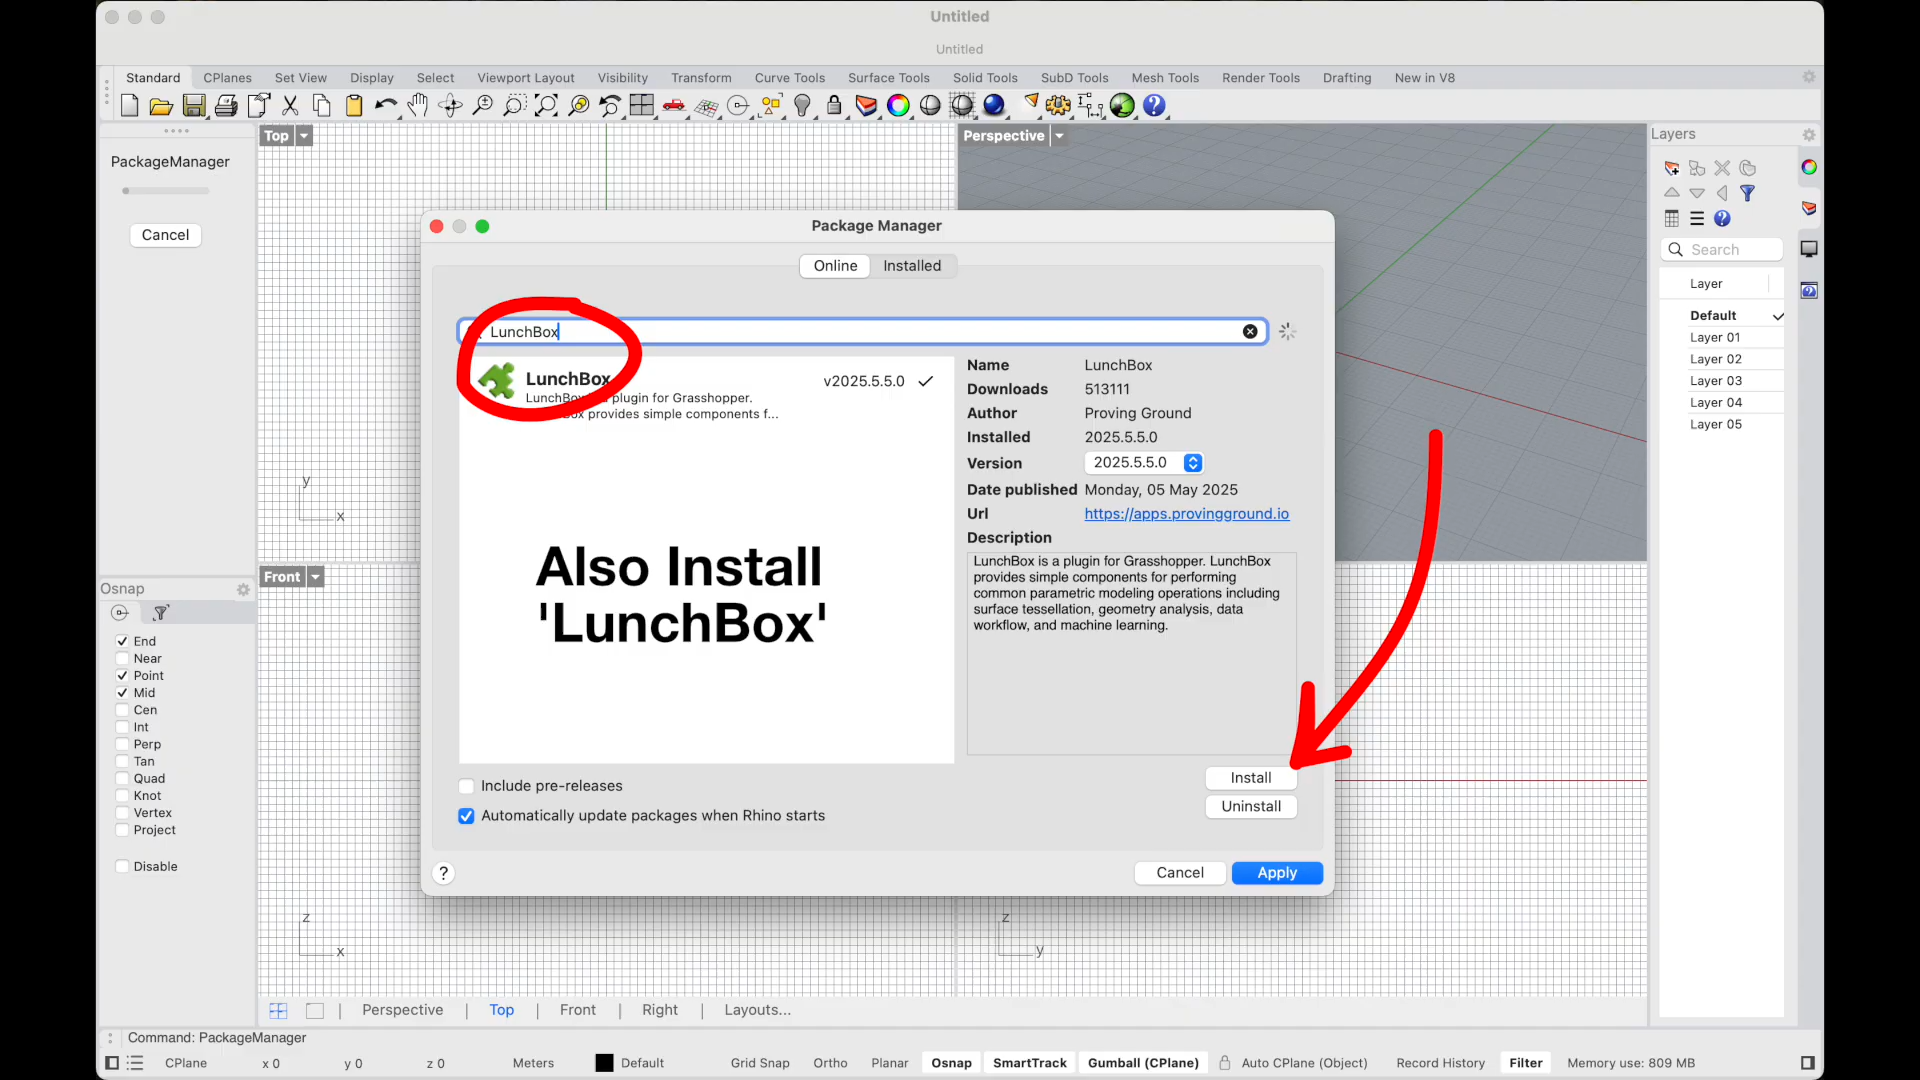 Untitled
Untitled
Standard CPlanes Set View Display Select Viewport Layout Visibility Transform Curve Tools Surface Tools Solid Tools SubD Tools Mesh Tools Render Tools Drafting New in V8
PackageManager
Cancel
Top
Perspective
Layers
Search
Layer
Default
Layer 01
Layer 02
Layer 03
Layer 04
Layer 05
Package Manager
Online Installed
LunchBox
LunchBox
v2025.5.5.0
plugin for Grasshopper.
provides simple components f...
Also Install
'LunchBox'
Name LunchBox
Downloads 513111
Author Proving Ground
Installed 2025.5.5.0
Version 2025.5.5.0
Date published Monday, 05 May 2025
Url https://apps.provingground.io
Description
LunchBox is a plugin for Grasshopper. LunchBox
provides simple components for performing
common parametric modeling operations including
surface tessellation, geometry analysis, data
workflow, and machine learning.
Install
Uninstall
Include pre-releases
Automatically update packages when Rhino starts
?
Cancel Apply
y
x
Front
Osnap
End
Near
Point
Mid
Cen
Int
Perp
Tan
Quad
Knot
Vertex
Project
Disable
z
x
z
y
Perspective | Top | Front | Right | Layouts...
Command: PackageManager
CPlane x 0 y 0 z 0 Meters Default Grid Snap Ortho Planar Osnap SmartTrack Gumball (CPlane) Auto CPlane (Object) Record History Filter Memory use: 809 MB